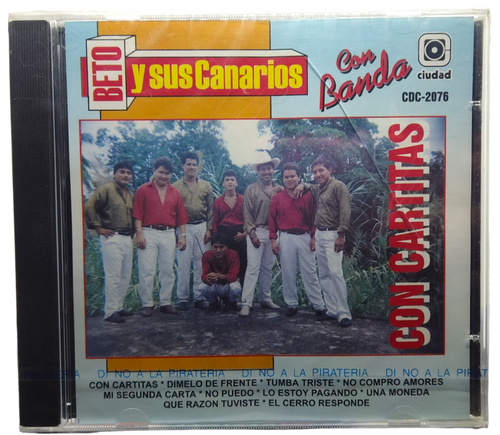 BETO
y sus Canarios
Con
Banda
ciudad
CDC-2076
CON CARTITAS
DI NO A LA PIRATERIA DI NO A LA PIRATERIA DI NO A LA PIRATERIA
CON CARTITAS * DIMELO DE FRENTE * TUMBA TRISTE * NO COMPRO AMORES
MI SEGUNDA CARTA * NO PUEDO * LO ESTOY PAGANDO * UNA MONEDA
QUE RAZON TUVISTE * EL CERRO RESPONDE